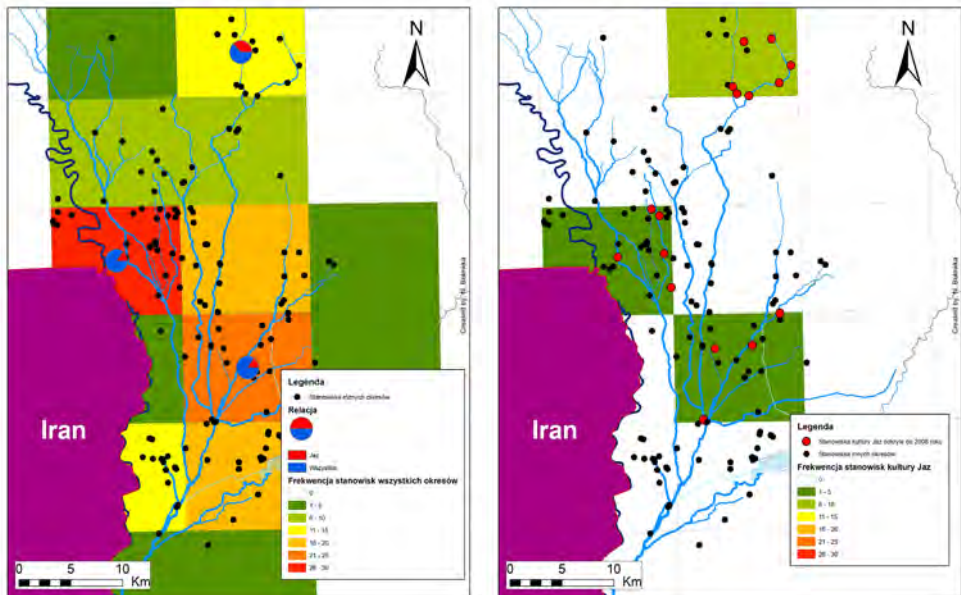 N
Created by: N. Buławka
Iran
Legenda
Stanowiska różnych okresów
Relacja
Jaz
Wszystkie
Frekwencja stanowisk wszystkich okresów
0
1 - 5
6 - 10
11 - 15
16 - 20
21 - 25
26 - 30
0 5 10
Km
N
Iran
Legenda
Stanowiska kultury Jaz odkryte do 2008 roku
Stanowiska innych okresów
Frekwencja stanowisk kultury Jaz
0
1 - 5
6 - 10
11 - 15
16 - 20
21 - 25
26 - 30
0 5 10
Km